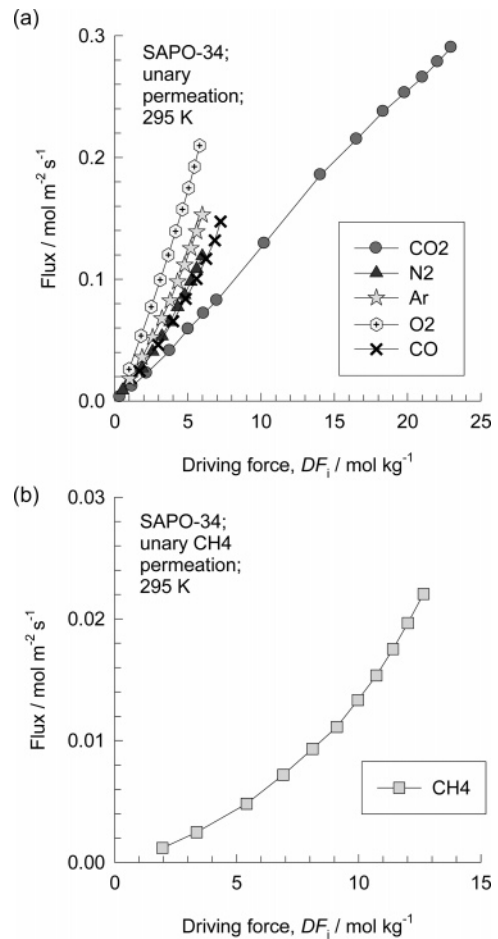 (a)
0.3
0.2
0.1
0.0
Flux / mol m⁻² s⁻¹
SAPO-34;
unary
permeation;
295 K
CO2
N2
Ar
O2
CO
0 5 10 15 20 25
Driving force, DFᵢ / mol kg⁻¹
(b)
0.03
0.02
0.01
0.00
Flux / mol m⁻² s⁻¹
SAPO-34;
unary CH4
permeation;
295 K
CH4
0 5 10 15
Driving force, DFᵢ / mol kg⁻¹